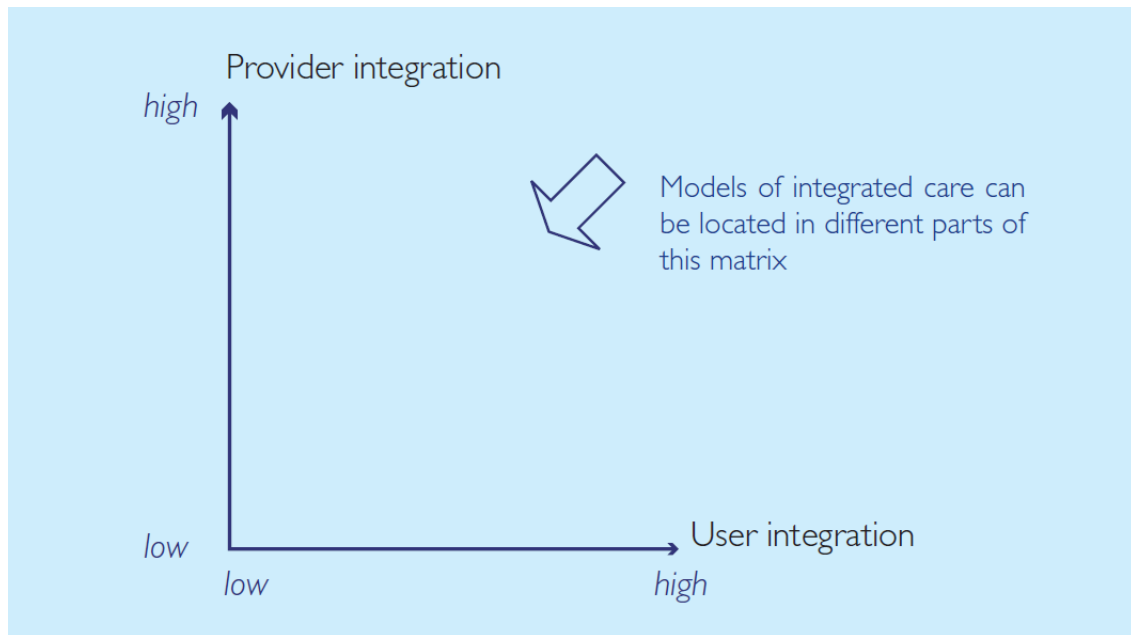 Provider integration
high
Models of integrated care can
be located in different parts of
this matrix
low
User integration
low
high